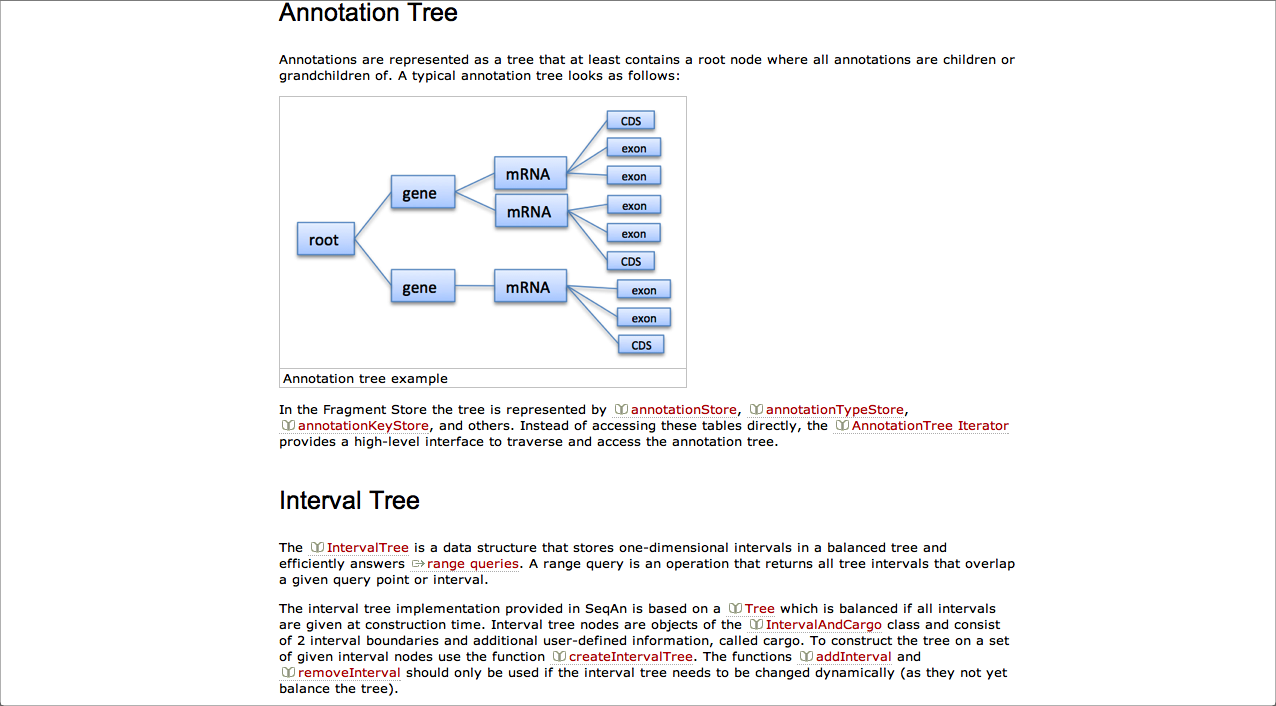 Annotation Tree
Annotations are represented as a tree that at least contains a root node where all annotations are children or
grandchildren of. A typical annotation tree looks as follows:
CDS
exon
mRNA
exon
gene
exon
mRNA
exon
root
CDS
gene
mRNA
exon
exon
CDS
Annotation tree example
In the Fragment Store the tree is represented by annotationStore, annotationTypeStore,
annotationKeyStore, and others. Instead of accessing these tables directly, the AnnotationTree Iterator
provides a high-level interface to traverse and access the annotation tree.
Interval Tree
The IntervalTree is a data structure that stores one-dimensional intervals in a balanced tree and
efficiently answers range queries. A range query is an operation that returns all tree intervals that overlap
a given query point or interval.
The interval tree implementation provided in SeqAn is based on a Tree which is balanced if all intervals
are given at construction time. Interval tree nodes are objects of the IntervalAndCargo class and consist
of 2 interval boundaries and additional user-defined information, called cargo. To construct the tree on a set
of given interval nodes use the function createIntervalTree. The functions addInterval and
removeInterval should only be used if the interval tree needs to be changed dynamically (as they not yet
balance the tree).